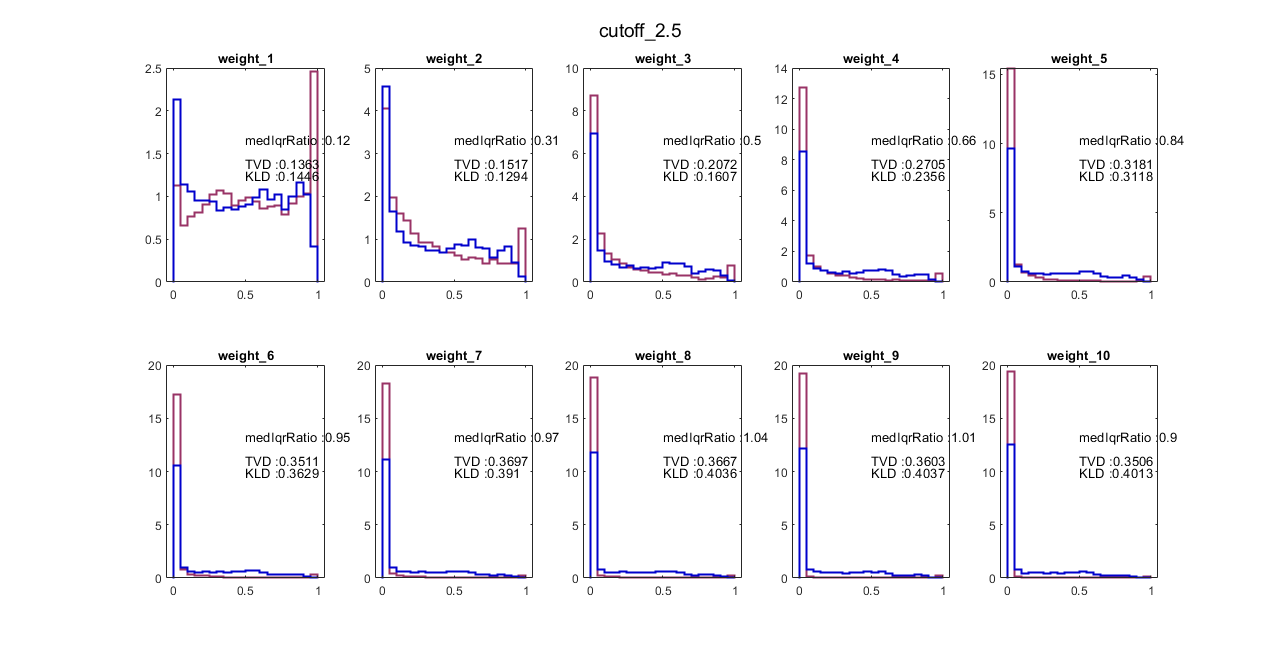 cutoff_2.5
weight_1
2.5
2
1.5
1
0.5
0
0
0.5
1
medIqrRatio :0.12
TVD :0.1363
KLD :0.1446
weight_2
5
4
3
2
1
0
0
0.5
1
medIqrRatio :0.31
TVD :0.1517
KLD :0.1294
weight_3
10
8
6
4
2
0
0
0.5
1
medIqrRatio :0.5
TVD :0.2072
KLD :0.1607
weight_4
14
12
10
8
6
4
2
0
0
0.5
1
medIqrRatio :0.66
TVD :0.2705
KLD :0.2356
weight_5
15
10
5
0
0
0.5
1
medIqrRatio :0.84
TVD :0.3181
KLD :0.3118
weight_6
20
15
10
5
0
0
0.5
1
medIqrRatio :0.95
TVD :0.3511
KLD :0.3629
weight_7
20
15
10
5
0
0
0.5
1
medIqrRatio :0.97
TVD :0.3697
KLD :0.391
weight_8
20
15
10
5
0
0
0.5
1
medIqrRatio :1.04
TVD :0.3667
KLD :0.4036
weight_9
20
15
10
5
0
0
0.5
1
medIqrRatio :1.01
TVD :0.3603
KLD :0.4037
weight_10
20
15
10
5
0
0
0.5
1
medIqrRatio :0.9
TVD :0.3506
KLD :0.4013